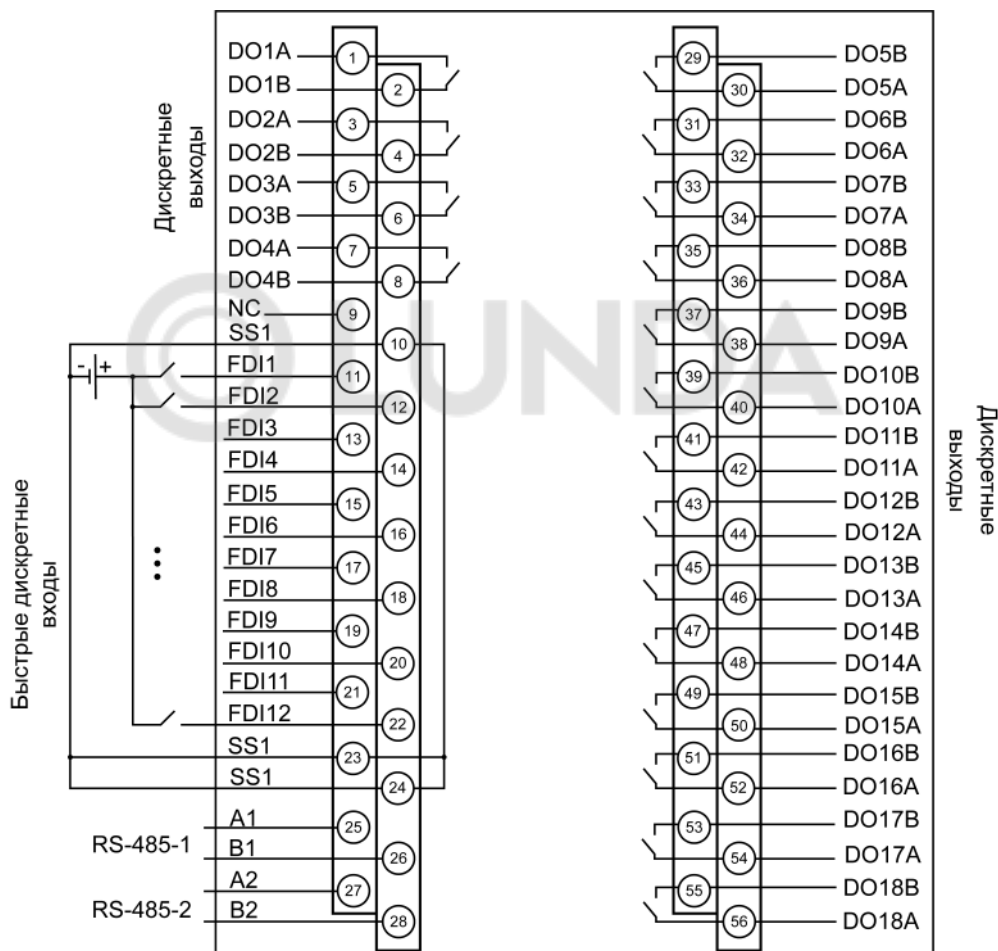 Дискретные
выходы
DO1A 1
DO1B 2
DO2A 3
DO2B 4
DO3A 5
DO3B 6
DO4A 7
DO4B 8
NC 9
SS1 10
- +
FDI1 11
FDI2 12
FDI3 13
FDI4 14
FDI5 15
FDI6 16
FDI7 17
FDI8 18
FDI9 19
FDI10 20
FDI11 21
FDI12 22
SS1 23
SS1 24
Быстрые дискретные
входы
RS-485-1
A1 25
B1 26
RS-485-2
A2 27
B2 28
29 DO5B
30 DO5A
31 DO6B
32 DO6A
33 DO7B
34 DO7A
35 DO8B
36 DO8A
37 DO9B
38 DO9A
39 DO10B
40 DO10A
41 DO11B
42 DO11A
43 DO12B
44 DO12A
45 DO13B
46 DO13A
47 DO14B
48 DO14A
49 DO15B
50 DO15A
51 DO16B
52 DO16A
53 DO17B
54 DO17A
55 DO18B
56 DO18A
Дискретные
выходы
LUNDA